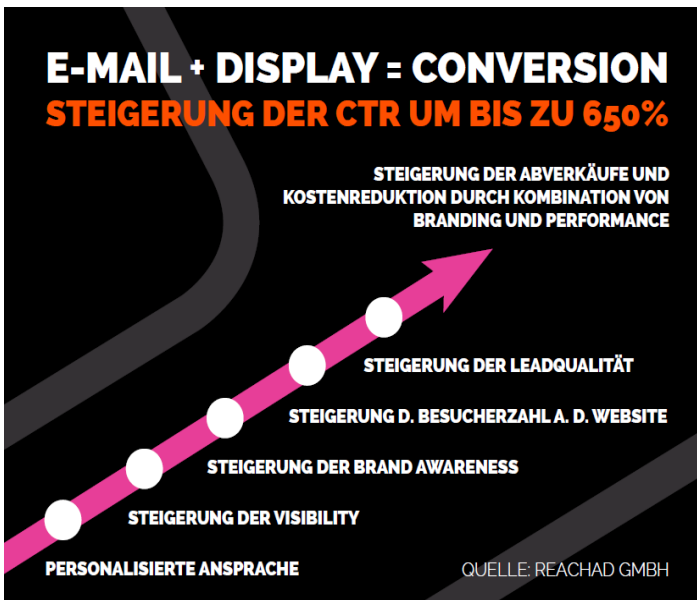 E-MAIL + DISPLAY = CONVERSION
STEIGERUNG DER CTR UM BIS ZU 650%
STEIGERUNG DER ABVERKÄUFE UND
KOSTENREDUKTION DURCH KOMBINATION VON
BRANDING UND PERFORMANCE
STEIGERUNG DER LEADQUALITÄT
STEIGERUNG D. BESUCHERZAHL A. D. WEBSITE
STEIGERUNG DER BRAND AWARENESS
STEIGERUNG DER VISIBILITY
PERSONALISIERTE ANSPRACHE
QUELLE: REACHAD GMBH